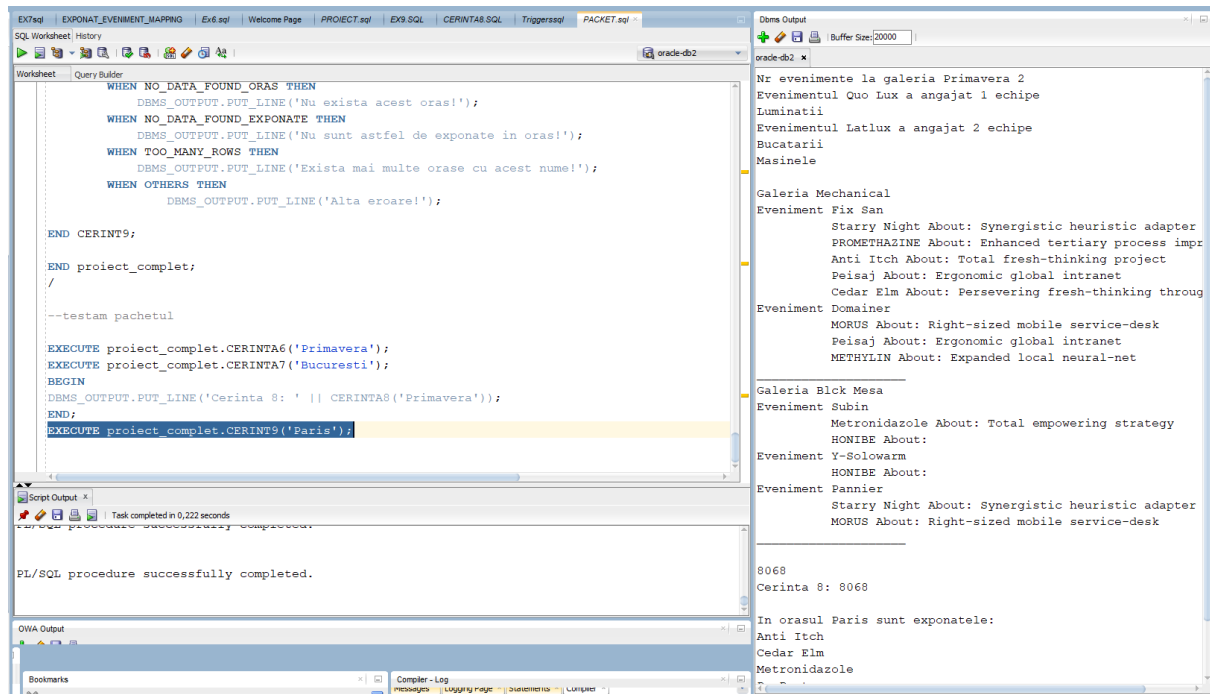 EX7sql EXPONAT_EVENIMENT_MAPPING Ex6.sql Welcome Page PROIECT.sql EX9.SQL CERINTA8.SQL Triggerssql PACKET.sql ×
SQL Worksheet History
orade-db2
Worksheet Query Builder
WHEN NO_DATA_FOUND_ORAS THEN
DBMS_OUTPUT.PUT_LINE('Nu exista acest oras!');
WHEN NO_DATA_FOUND_EXPONATE THEN
DBMS_OUTPUT.PUT_LINE('Nu sunt astfel de exponate in oras!');
WHEN TOO_MANY_ROWS THEN
DBMS_OUTPUT.PUT_LINE('Exista mai multe orase cu acest nume!');
WHEN OTHERS THEN
DBMS_OUTPUT.PUT_LINE('Alta eroare!');
END CERINT9;
END proiect_complet;
/
--testam pachetul
EXECUTE proiect_complet.CERINTA6('Primavera');
EXECUTE proiect_complet.CERINTA7('Bucuresti');
BEGIN
DBMS_OUTPUT.PUT_LINE('Cerinta 8: ' || CERINTA8('Primavera'));
END;
EXECUTE proiect_complet.CERINT9('Paris');
Script Output ×
Task completed in 0,222 seconds
PL/SQL procedure successfully completed.
PL/SQL procedure successfully completed.
OWA Output
Bookmarks
Compiler - Log
Messages Logging Page Statements Compiler
Dbms Output
Buffer Size: 20000
orade-db2 ×
Nr evenimente la galeria Primavera 2
Evenimentul Quo Lux a angajat 1 echipe
Luminatii
Evenimentul Latlux a angajat 2 echipe
Bucatarii
Masinele
Galeria Mechanical
Eveniment Fix San
Starry Night About: Synergistic heuristic adapter
PROMETHAZINE About: Enhanced tertiary process impr
Anti Itch About: Total fresh-thinking project
Peisaj About: Ergonomic global intranet
Cedar Elm About: Persevering fresh-thinking throug
Eveniment Domainer
MORUS About: Right-sized mobile service-desk
Peisaj About: Ergonomic global intranet
METHYLIN About: Expanded local neural-net
Galeria Blck Mesa
Eveniment Subin
Metronidazole About: Total empowering strategy
HONIBE About:
Eveniment Y-Solowarm
HONIBE About:
Eveniment Pannier
Starry Night About: Synergistic heuristic adapter
MORUS About: Right-sized mobile service-desk
8068
Cerinta 8: 8068
In orasul Paris sunt exponatele:
Anti Itch
Cedar Elm
Metronidazole